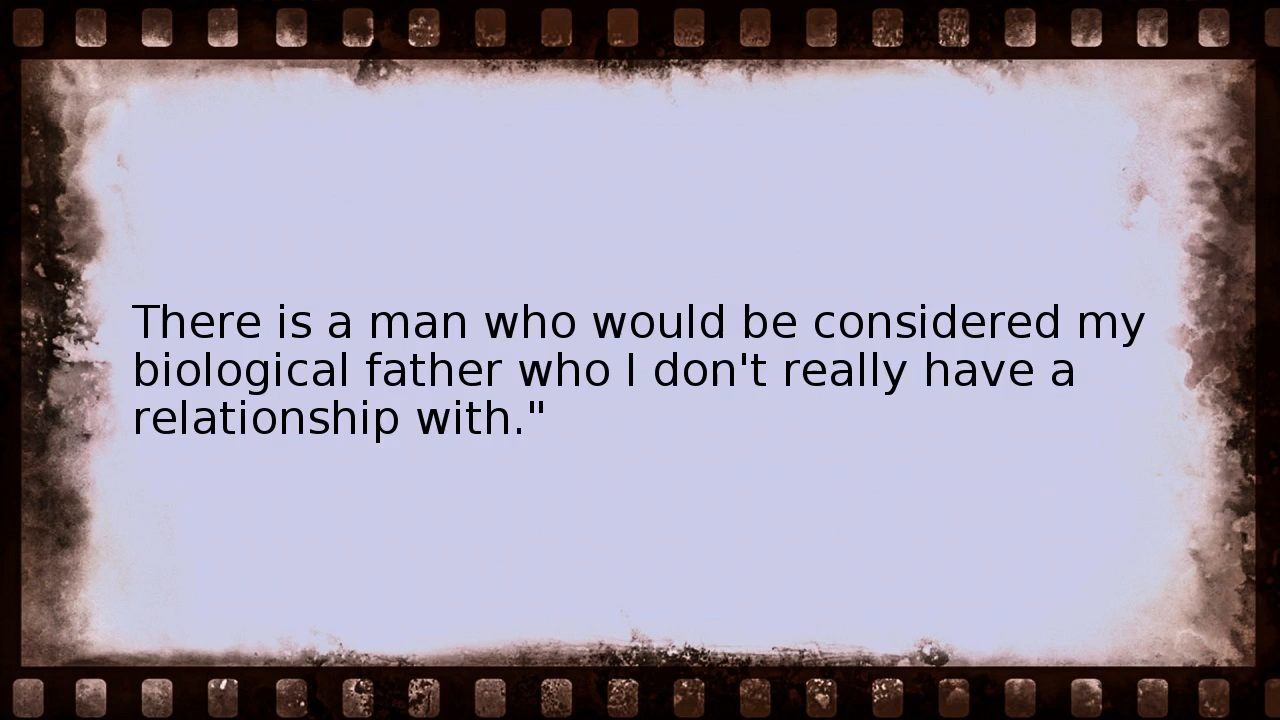 There is a man who would be considered my
biological father who I don't really have a
relationship with."